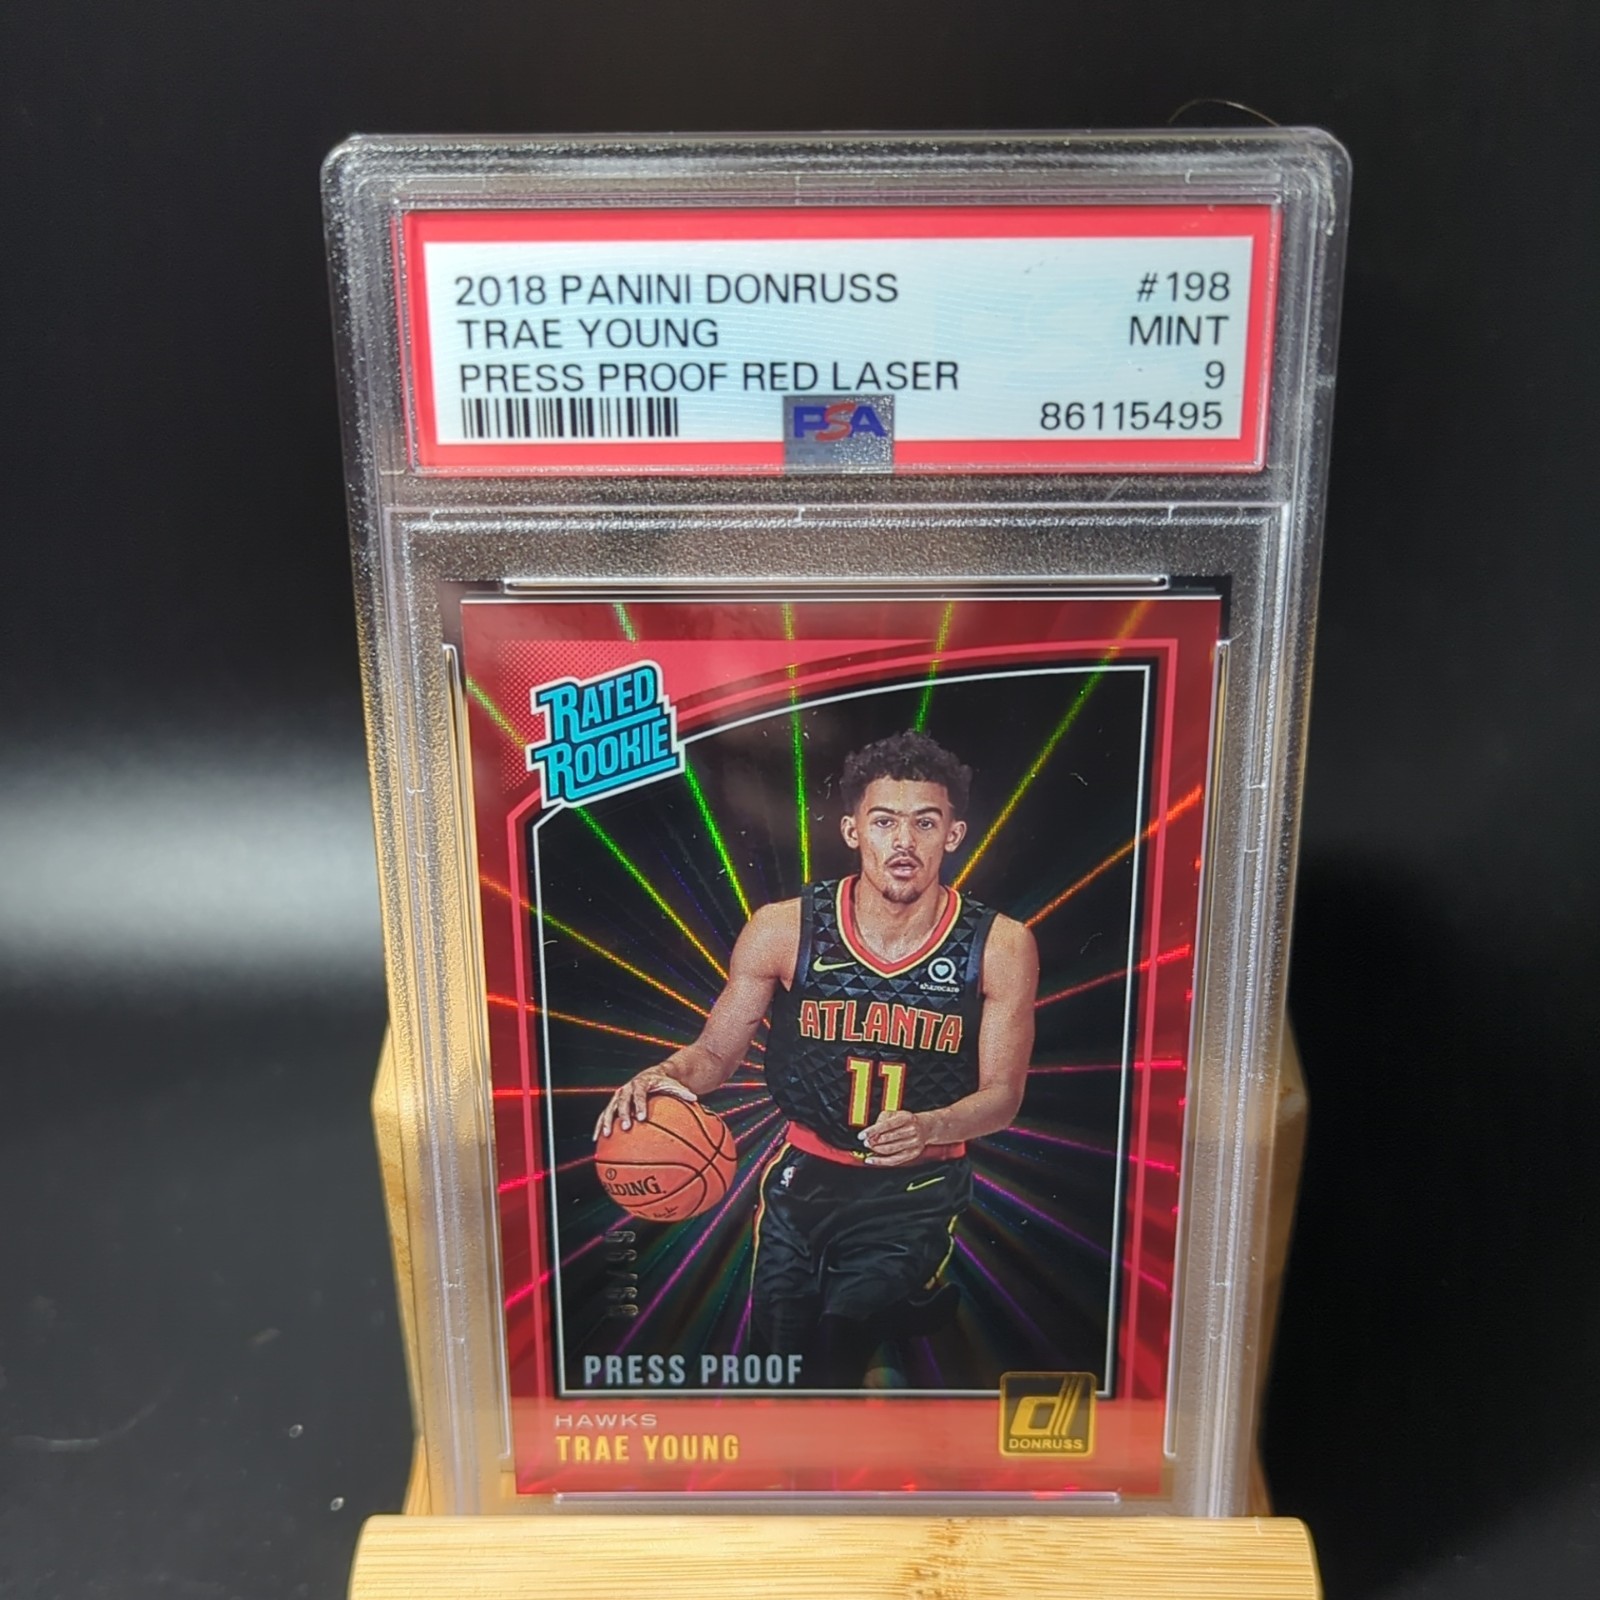 2018 PANINI DONRUSS #198
TRAE YOUNG MINT
PRESS PROOF RED LASER 9
PSA 86115495
RATED
ROOKIE
sharecare
ATLANTA
11
PRESS PROOF
HAWKS
TRAE YOUNG
d
DONRUSS